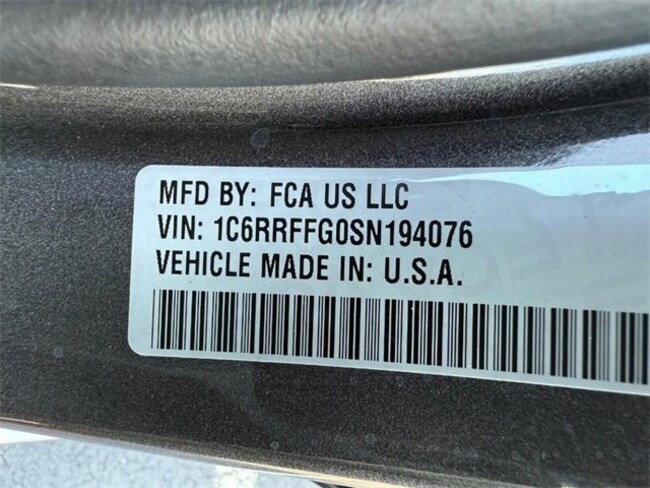 MFD BY: FCA US LLC
VIN: 1C6RRFFG0SN194076
VEHICLE MADE IN: U.S.A.